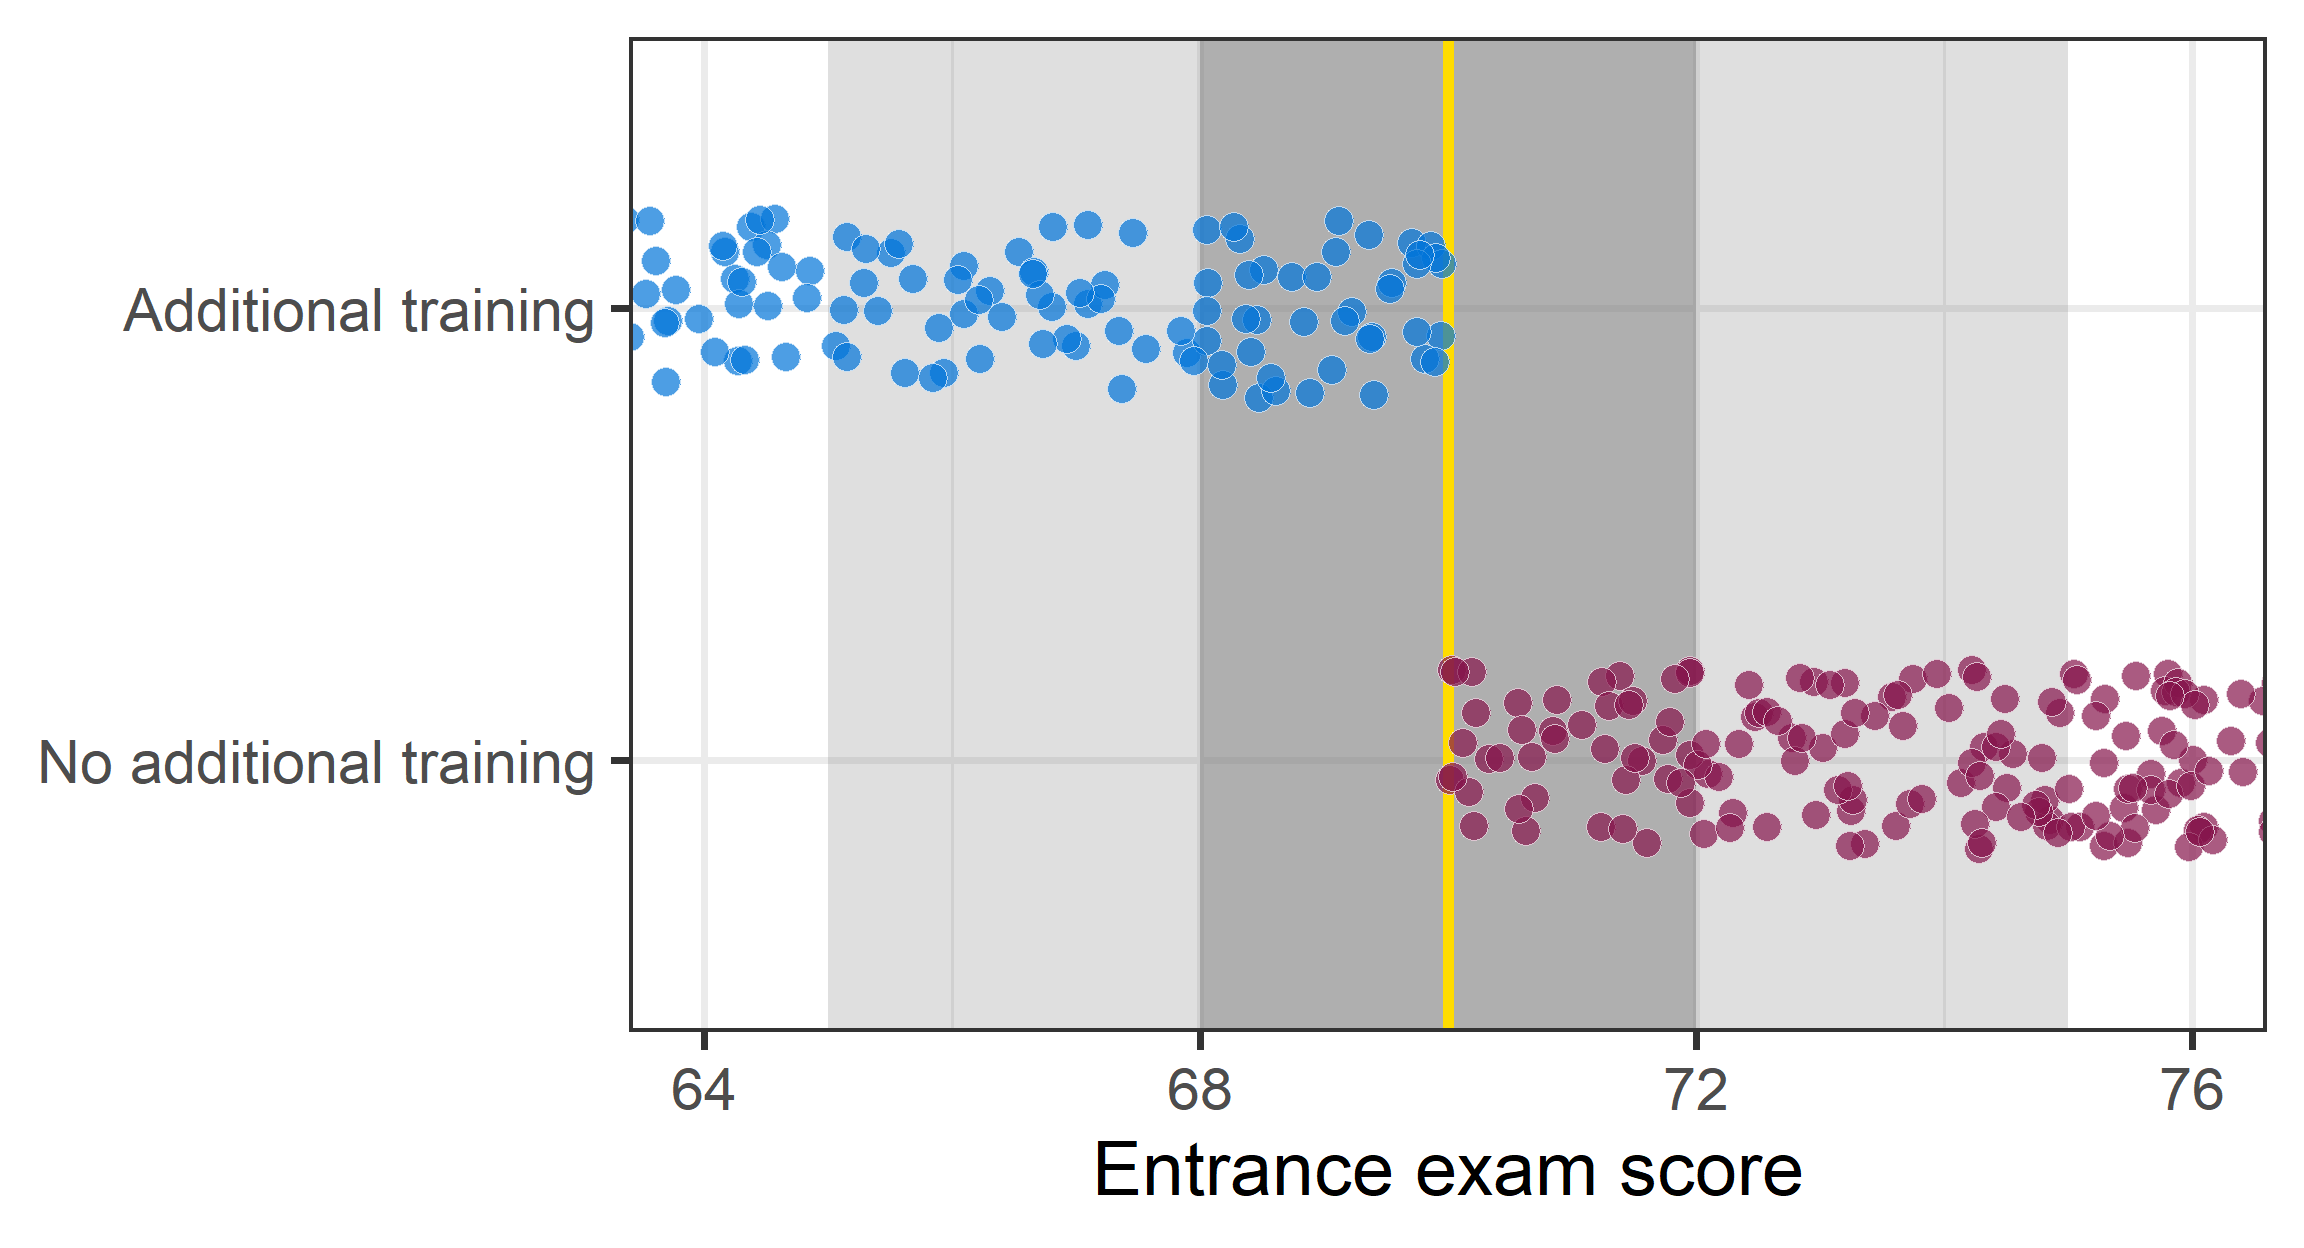 Additional training
No additional training
64 68 72 76
Entrance exam score